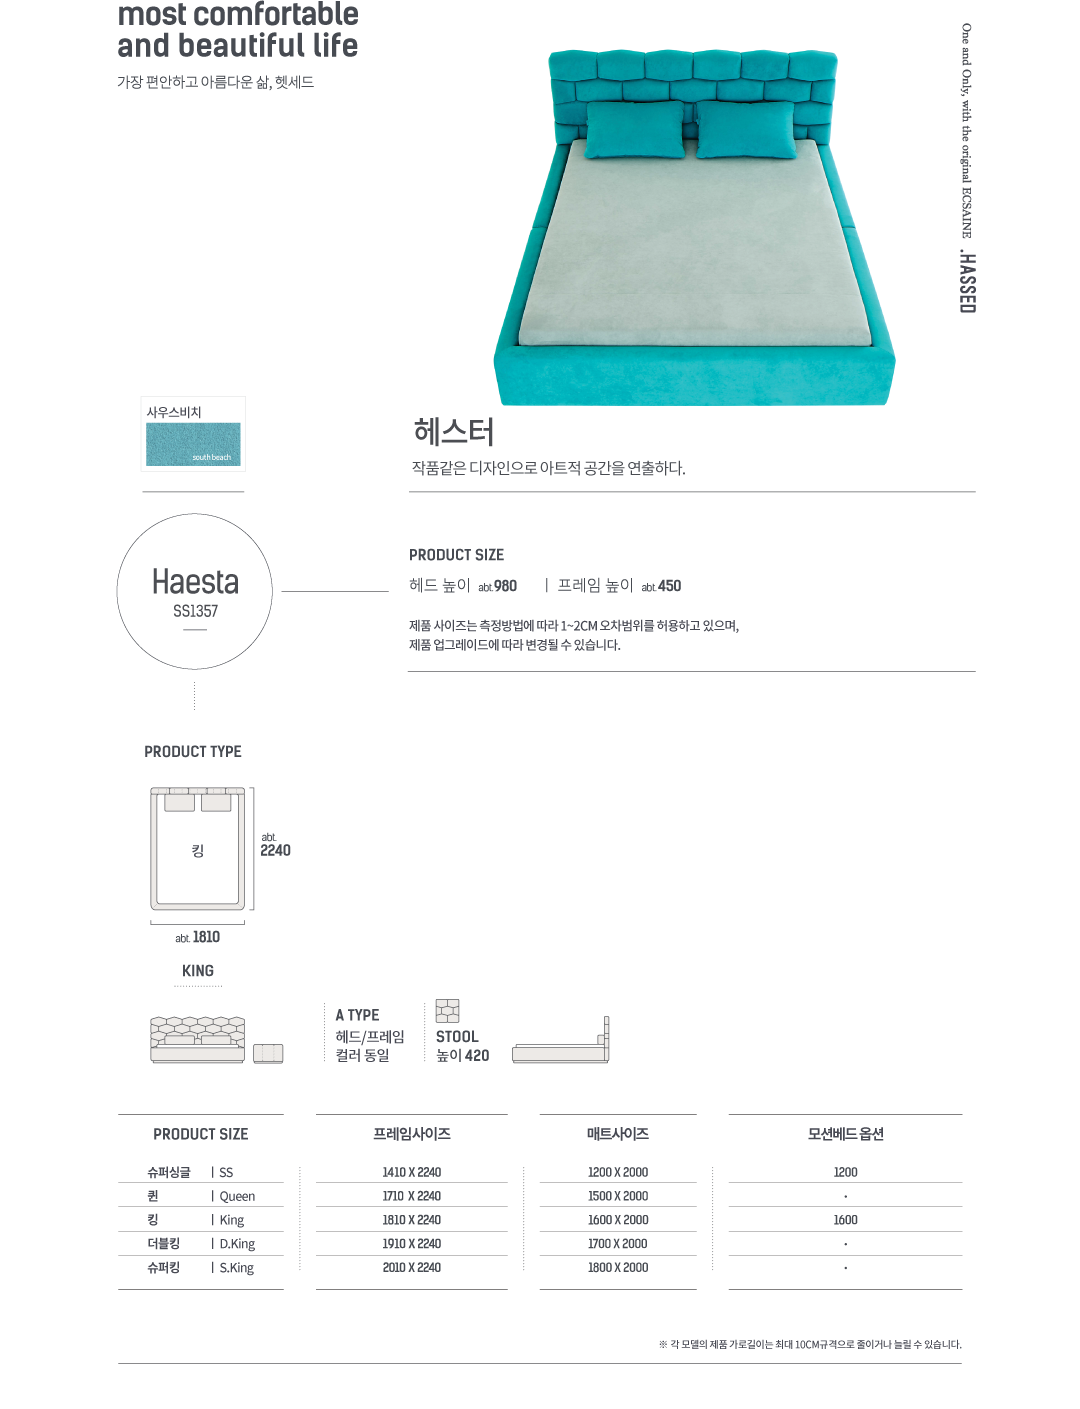 most comfortable
and beautiful life
가장 편안하고 아름다운 삶, 헷세드
One and Only, with the original ECSAINE .HASSED
사우스비치
south beach
헤스터
작품같은 디자인으로 아트적 공간을 연출하다.
Haesta
SS1357
PRODUCT SIZE
헤드 높이 abt.980 | 프레임 높이 abt.450
제품 사이즈는 측정방법에 따라 1~2CM 오차범위를 허용하고 있으며,
제품 업그레이드에 따라 변경될 수 있습니다.
PRODUCT TYPE
킹
abt.
2240
abt. 1810
KING
A TYPE
헤드/프레임
컬러 동일
STOOL
높이 420
PRODUCT SIZE 프레임사이즈 매트사이즈 모션베드 옵션
슈퍼싱글 | SS 1410 X 2240 1200 X 2000 1200
퀸 | Queen 1710 X 2240 1500 X 2000 ·
킹 | King 1810 X 2240 1600 X 2000 1600
더블킹 | D.King 1910 X 2240 1700 X 2000 ·
슈퍼킹 | S.King 2010 X 2240 1800 X 2000 ·
※ 각 모델의 제품 가로길이는 최대 10CM규격으로 줄이거나 늘릴 수 있습니다.